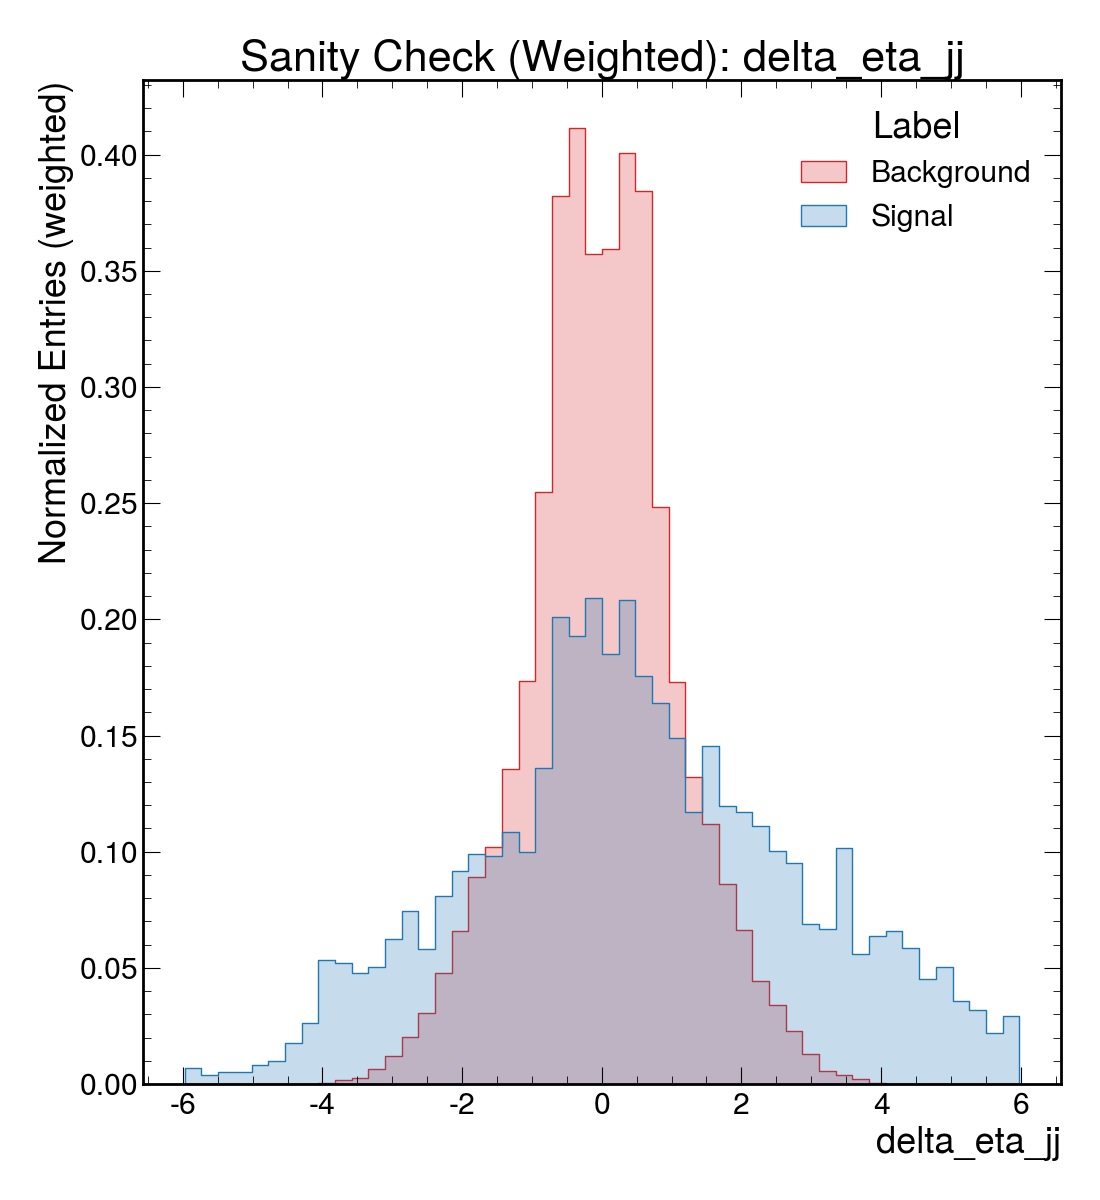 Sanity Check (Weighted): delta_eta_jj
Normalized Entries (weighted)
Label
Background
Signal
0.40
0.35
0.30
0.25
0.20
0.15
0.10
0.05
0.00
-6 -4 -2 0 2 4 6
delta_eta_jj